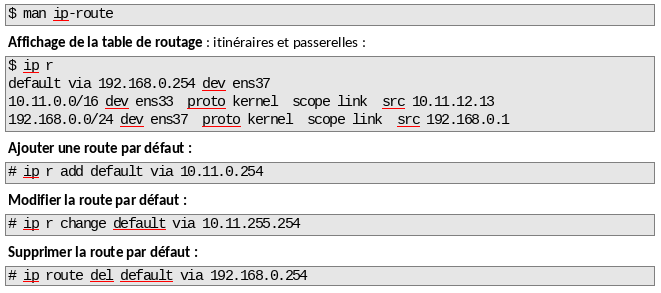 $ man ip-route
Affichage de la table de routage : itinéraires et passerelles :
$ ip r
default via 192.168.0.254 dev ens37
10.11.0.0/16 dev ens33  proto kernel  scope link  src 10.11.12.13
192.168.0.0/24 dev ens37  proto kernel  scope link  src 192.168.0.1
Ajouter une route par défaut :
# ip r add default via 10.11.0.254
Modifier la route par défaut :
# ip r change default via 10.11.255.254
Supprimer la route par défaut :
# ip route del default via 192.168.0.254